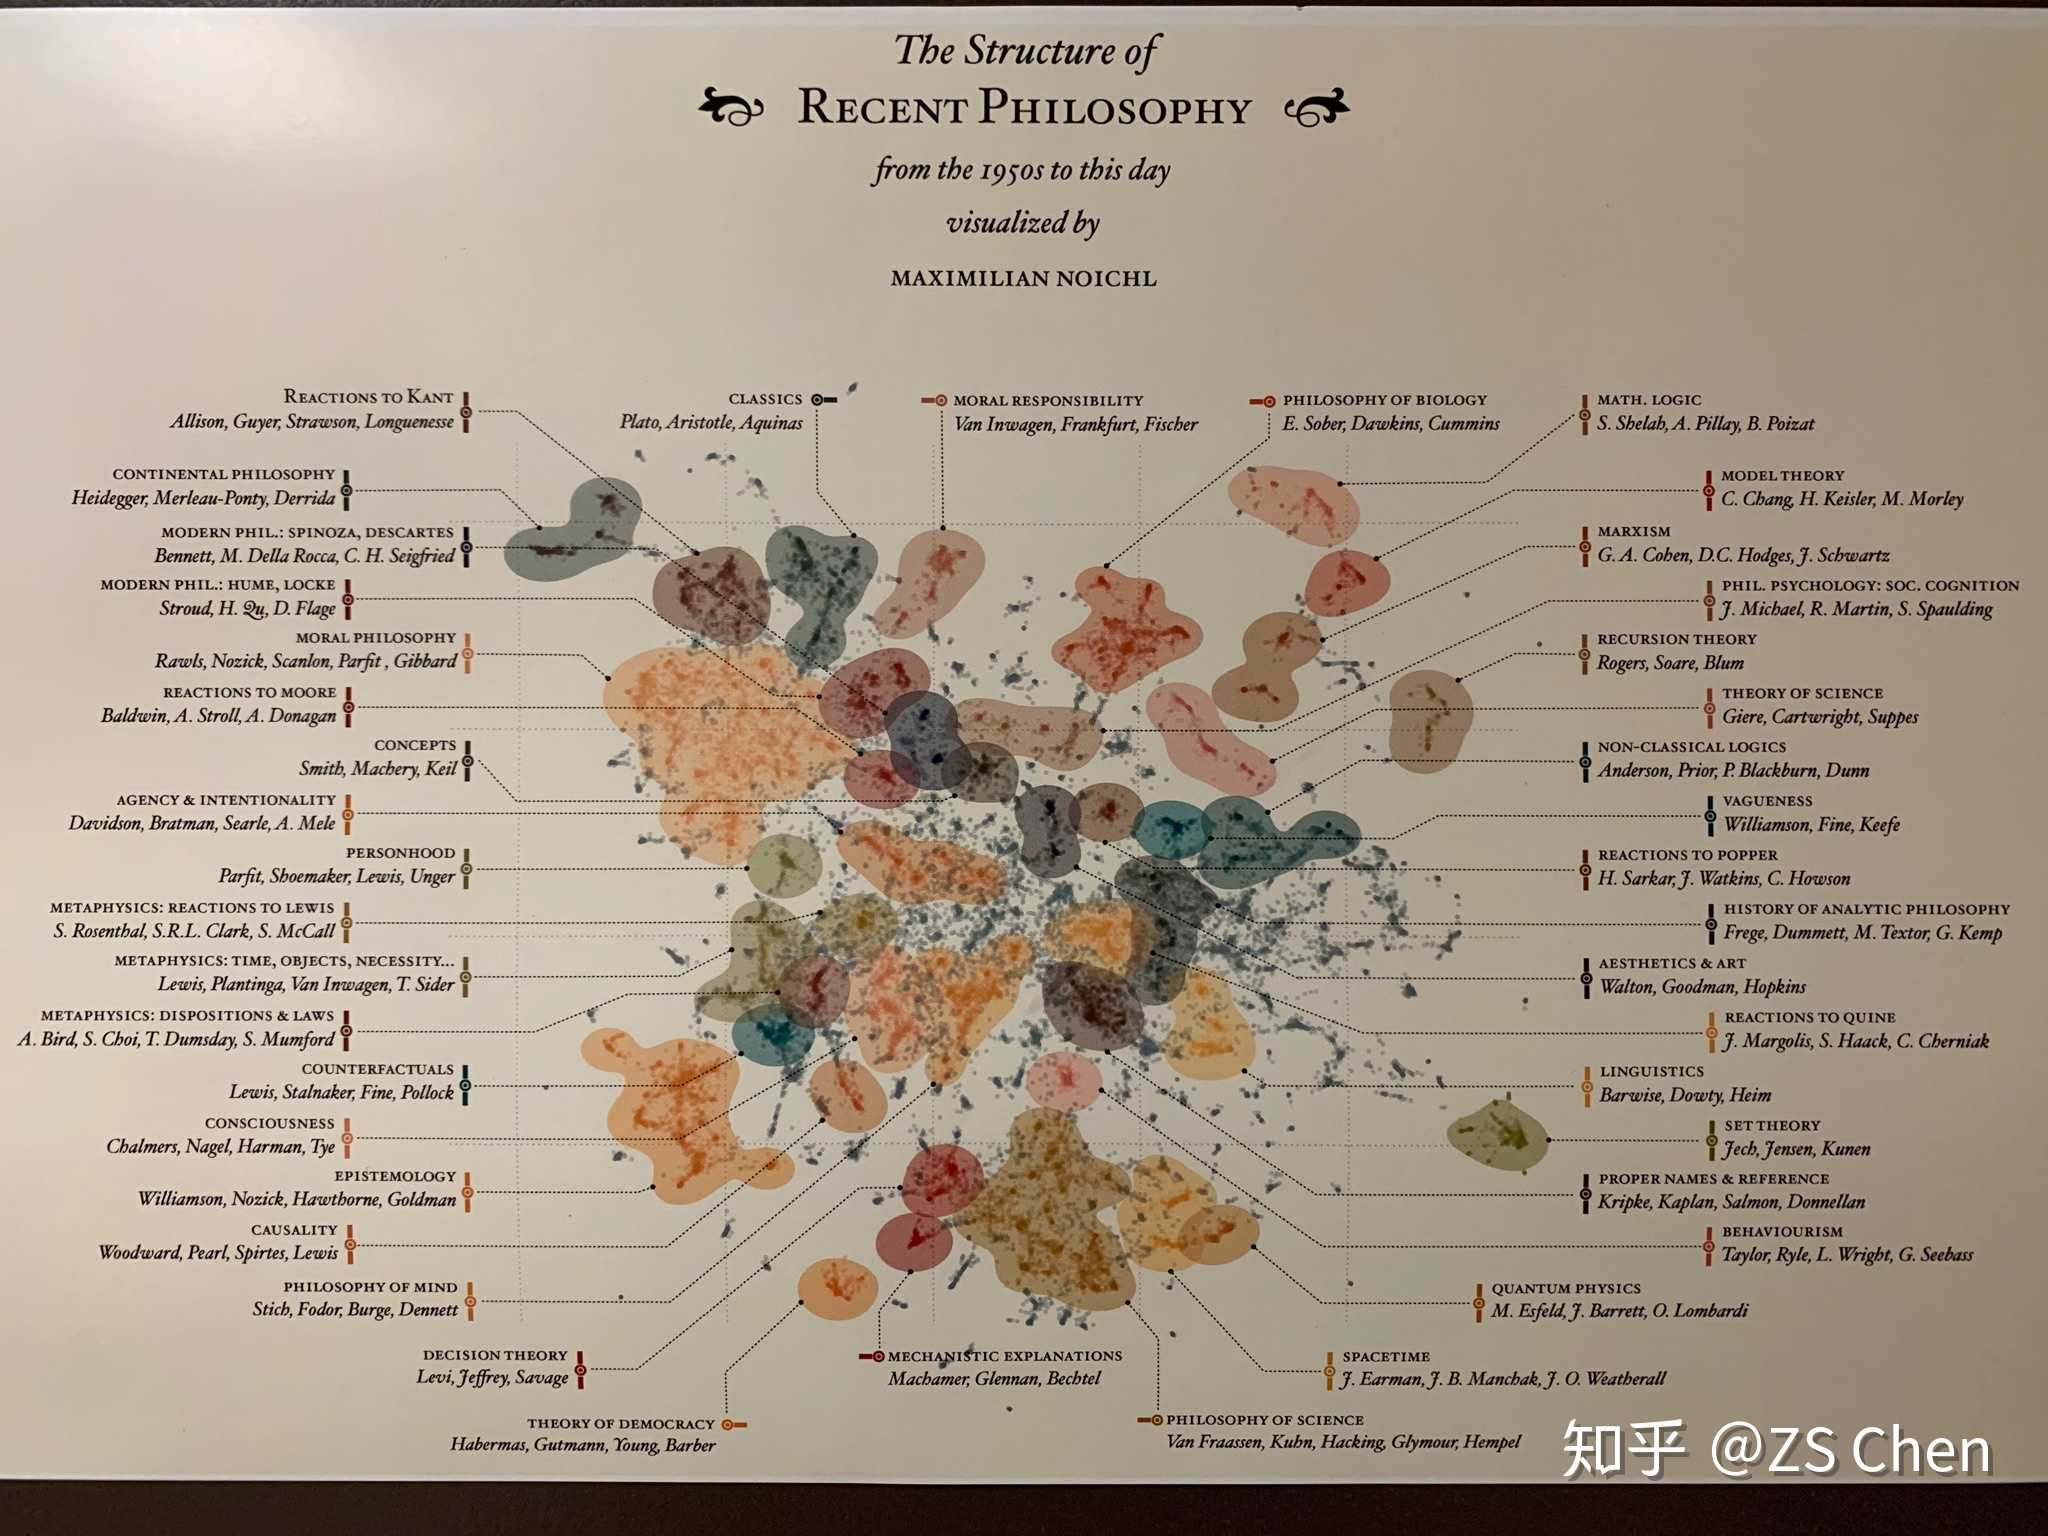 The Structure of
RECENT PHILOSOPHY
from the 1950s to this day
visualized by
MAXIMILIAN NOICHL
REACTIONS TO KANT
Allison, Guyer, Strawson, Longuenesse
CONTINENTAL PHILOSOPHY
Heidegger, Merleau-Ponty, Derrida
MODERN PHIL.: SPINOZA, DESCARTES
Bennett, M. Della Rocca, C. H. Seigfried
MODERN PHIL.: HUME, LOCKE
Stroud, H. Qu, D. Flage
MORAL PHILOSOPHY
Rawls, Nozick, Scanlon, Parfit , Gibbard
REACTIONS TO MOORE
Baldwin, A. Stroll, A. Donagan
CONCEPTS
Smith, Machery, Keil
AGENCY & INTENTIONALITY
Davidson, Bratman, Searle, A. Mele
PERSONHOOD
Parfit, Shoemaker, Lewis, Unger
METAPHYSICS: REACTIONS TO LEWIS
S. Rosenthal, S.R.L. Clark, S. McCall
METAPHYSICS: TIME, OBJECTS, NECESSITY...
Lewis, Plantinga, Van Inwagen, T. Sider
METAPHYSICS: DISPOSITIONS & LAWS
A. Bird, S. Choi, T. Dumsday, S. Mumford
COUNTERFACTUALS
Lewis, Stalnaker, Fine, Pollock
CONSCIOUSNESS
Chalmers, Nagel, Harman, Tye
EPISTEMOLOGY
Williamson, Nozick, Hawthorne, Goldman
CAUSALITY
Woodward, Pearl, Spirtes, Lewis
PHILOSOPHY OF MIND
Stich, Fodor, Burge, Dennett
DECISION THEORY
Levi, Jeffrey, Savage
THEORY OF DEMOCRACY
Habermas, Gutmann, Young, Barber
CLASSICS
Plato, Aristotle, Aquinas
MORAL RESPONSIBILITY
Van Inwagen, Frankfurt, Fischer
PHILOSOPHY OF BIOLOGY
E. Sober, Dawkins, Cummins
MATH. LOGIC
S. Shelah, A. Pillay, B. Poizat
MODEL THEORY
C. Chang, H. Keisler, M. Morley
MARXISM
G. A. Cohen, D.C. Hodges, J. Schwartz
PHIL. PSYCHOLOGY: SOC. COGNITION
J. Michael, R. Martin, S. Spaulding
RECURSION THEORY
Rogers, Soare, Blum
THEORY OF SCIENCE
Giere, Cartwright, Suppes
NON-CLASSICAL LOGICS
Anderson, Prior, P. Blackburn, Dunn
VAGUENESS
Williamson, Fine, Keefe
REACTIONS TO POPPER
H. Sarkar, J. Watkins, C. Howson
HISTORY OF ANALYTIC PHILOSOPHY
Frege, Dummett, M. Textor, G. Kemp
AESTHETICS & ART
Walton, Goodman, Hopkins
REACTIONS TO QUINE
J. Margolis, S. Haack, C. Cherniak
LINGUISTICS
Barwise, Dowty, Heim
SET THEORY
Jech, Jensen, Kunen
PROPER NAMES & REFERENCE
Kripke, Kaplan, Salmon, Donnellan
BEHAVIOURISM
Taylor, Ryle, L. Wright, G. Seebass
QUANTUM PHYSICS
M. Esfeld, J. Barrett, O. Lombardi
SPACETIME
J. Earman, J. B. Manchak, J. O. Weatherall
MECHANISTIC EXPLANATIONS
Machamer, Glennan, Bechtel
PHILOSOPHY OF SCIENCE
Van Fraassen, Kuhn, Hacking, Glymour, Hempel
知乎 @ZS Chen